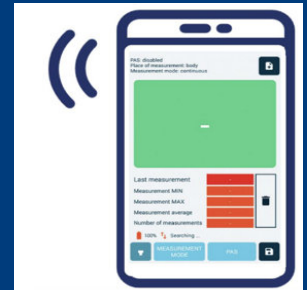 PAS: disabled
Place of measurement: body
Measurement mode: continuous
-
Last measurement -
Measurement MIN -
Measurement MAX -
Measurement average -
Number of measurements -
100% Searching ...
MEASUREMENT MODE PAS